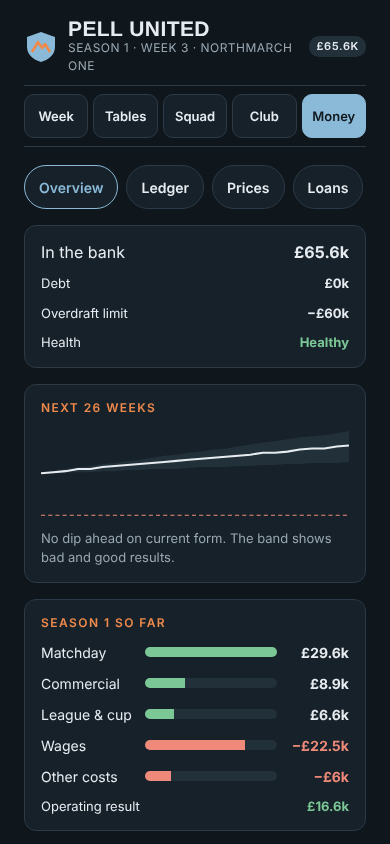 PELL UNITED
SEASON 1 · WEEK 3 · NORTHMARCH
ONE
£65.6K
Week
Tables
Squad
Club
Money
Overview
Ledger
Prices
Loans
In the bank £65.6k
Debt £0k
Overdraft limit −£60k
Health Healthy
NEXT 26 WEEKS
No dip ahead on current form. The band shows
bad and good results.
SEASON 1 SO FAR
Matchday £29.6k
Commercial £8.9k
League & cup £6.6k
Wages −£22.5k
Other costs −£6k
Operating result £16.6k